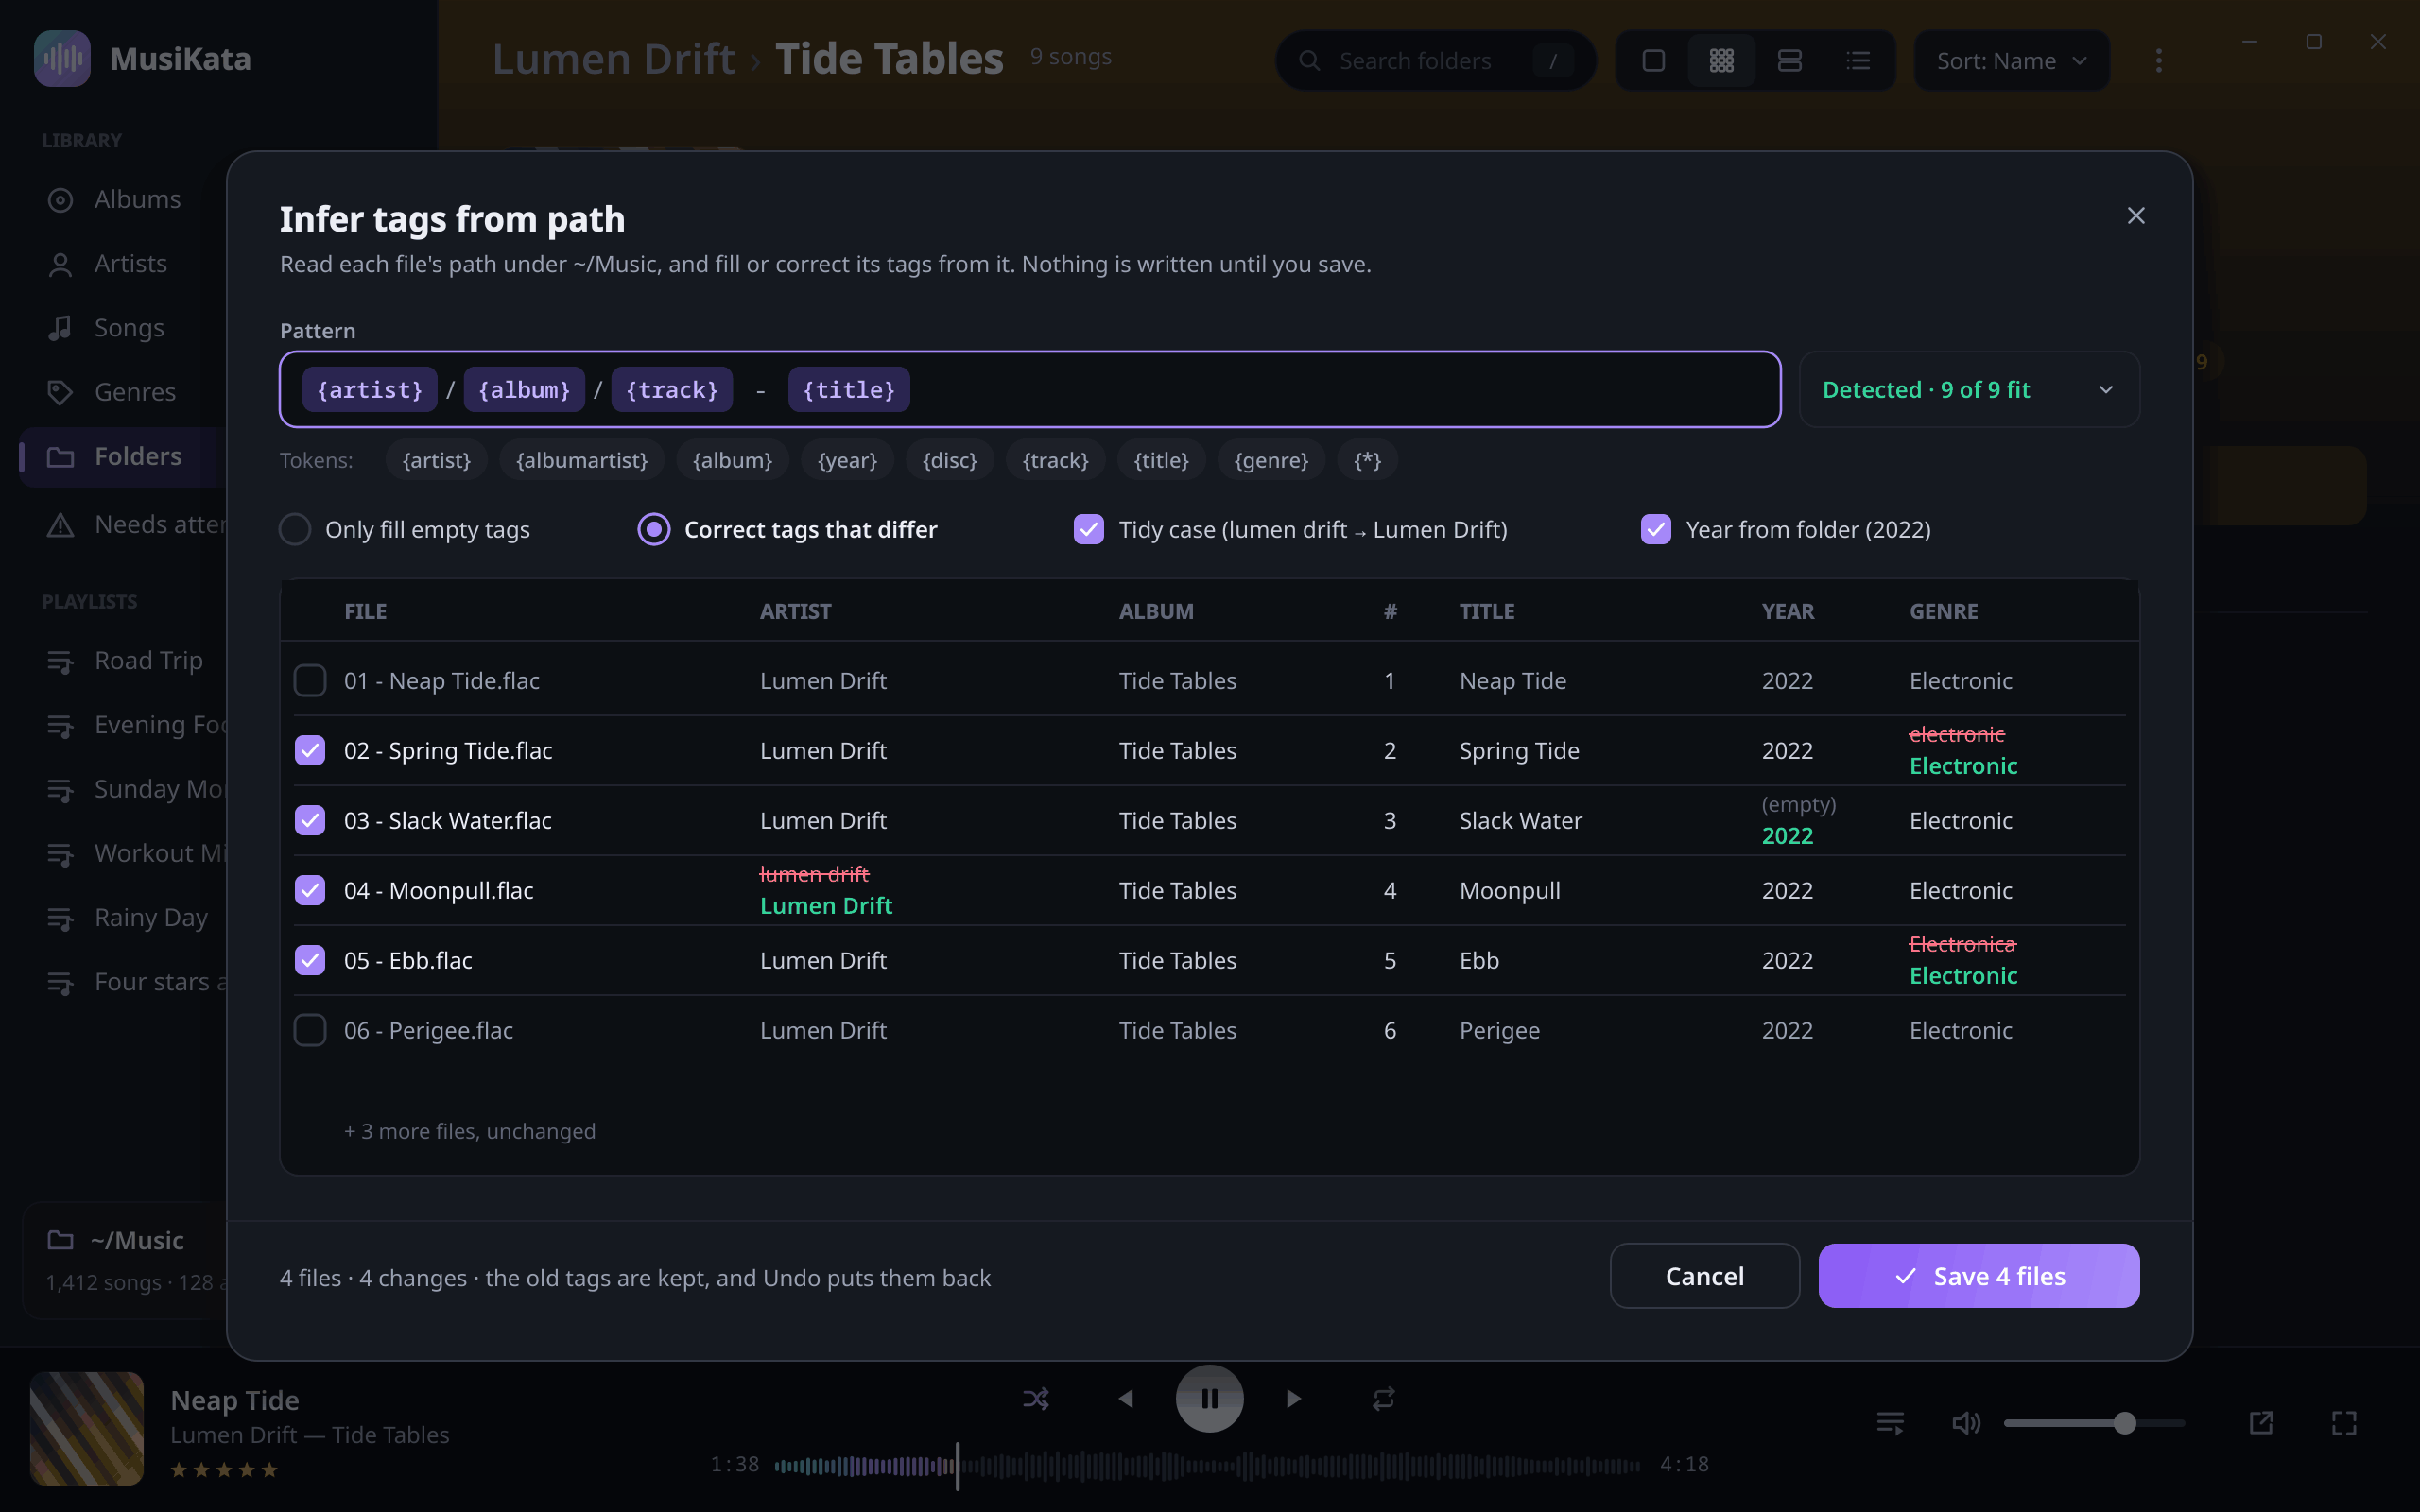 MusiKata
Lumen Drift › Tide Tables 9 songs
Search folders /
Sort: Name
LIBRARY
Albums
Artists
Songs
Genres
Folders
Needs atter
PLAYLISTS
Road Trip
Evening Foc
Sunday Mor
Workout Mi
Rainy Day
Four stars a
~/Music
1,412 songs · 128 a
9
Infer tags from path
Read each file's path under ~/Music, and fill or correct its tags from it. Nothing is written until you save.
Pattern
{artist} / {album} / {track} - {title}
Detected · 9 of 9 fit
Tokens: {artist} {albumartist} {album} {year} {disc} {track} {title} {genre} {*}
Only fill empty tags Correct tags that differ Tidy case (lumen drift → Lumen Drift) Year from folder (2022)
FILE ARTIST ALBUM # TITLE YEAR GENRE
01 - Neap Tide.flac Lumen Drift Tide Tables 1 Neap Tide 2022 Electronic
electronic
02 - Spring Tide.flac Lumen Drift Tide Tables 2 Spring Tide 2022
Electronic
(empty)
03 - Slack Water.flac Lumen Drift Tide Tables 3 Slack Water Electronic
2022
lumen drift
04 - Moonpull.flac Tide Tables 4 Moonpull 2022 Electronic
Lumen Drift
Electronica
05 - Ebb.flac Lumen Drift Tide Tables 5 Ebb 2022
Electronic
06 - Perigee.flac Lumen Drift Tide Tables 6 Perigee 2022 Electronic
+ 3 more files, unchanged
4 files · 4 changes · the old tags are kept, and Undo puts them back
Cancel
Save 4 files
Neap Tide
Lumen Drift — Tide Tables
1:38
4:18